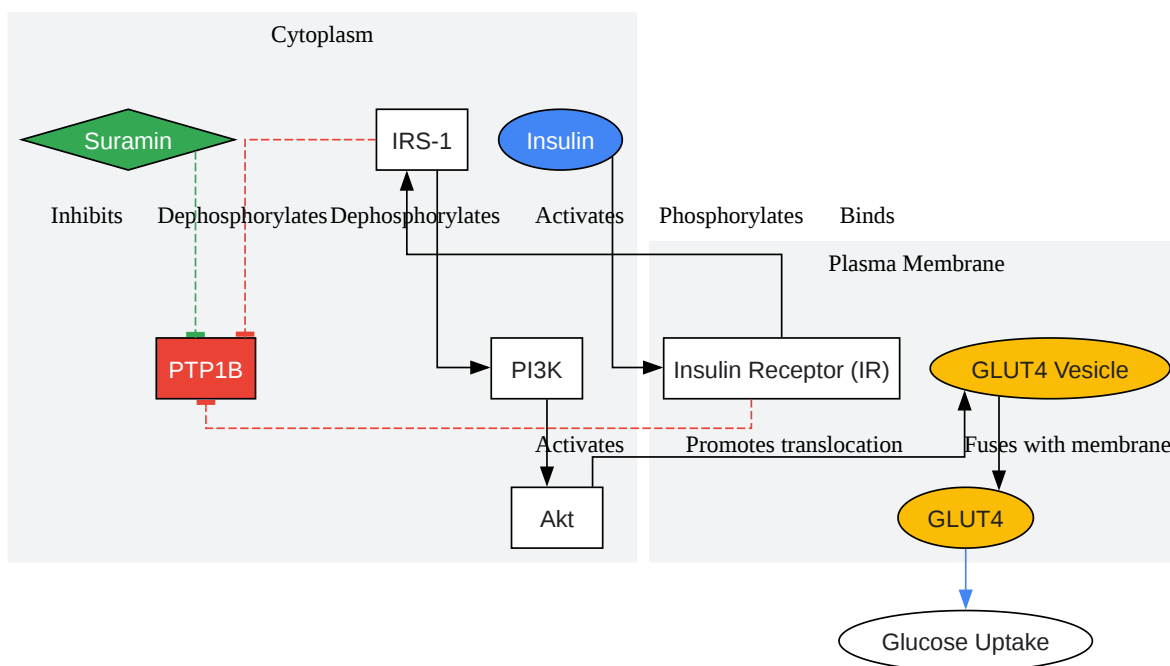 Cytoplasm
Suramin
IRS-1
Insulin
Inhibits
Dephosphorylates
Dephosphorylates
Activates
Phosphorylates
Binds
Plasma Membrane
PTP1B
PI3K
Insulin Receptor (IR)
GLUT4 Vesicle
Activates
Promotes translocation
Fuses with membrane
Akt
GLUT4
Glucose Uptake